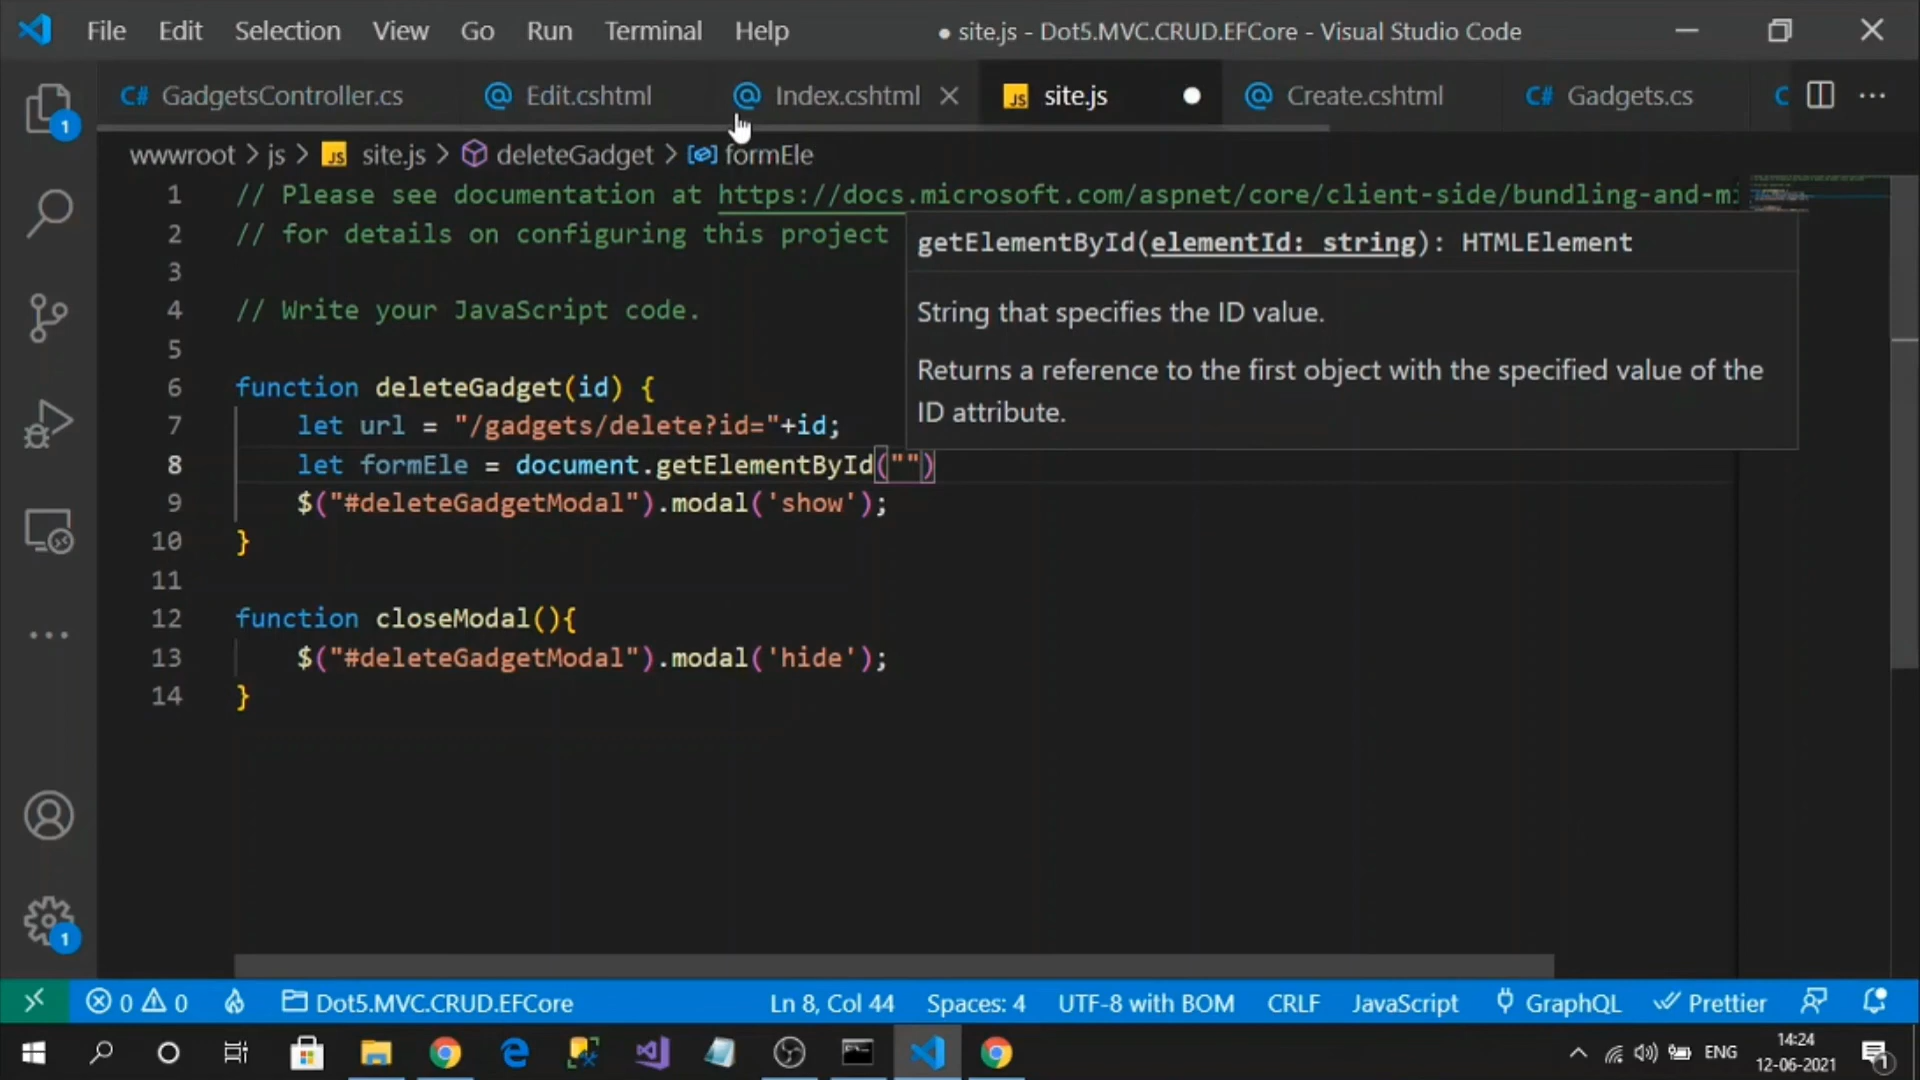 File Edit Selection View Go Run Terminal Help ● site.js - Dot5.MVC.CRUD.EFCore - Visual Studio Code
C# GadgetsController.cs @ Edit.cshtml @ Index.cshtml JS site.js ● @ Create.cshtml C# Gadgets.cs C ...
wwwroot > js > JS site.js > deleteGadget > formEle
1 // Please see documentation at https://docs.microsoft.com/aspnet/core/client-side/bundling-and-mi
2 // for details on configuring this project
3
4 // Write your JavaScript code.
5
6 function deleteGadget(id) {
7 let url = "/gadgets/delete?id="+id;
8 let formEle = document.getElementById("")
9 $("#deleteGadgetModal").modal('show');
10 }
11
12 function closeModal(){
13 $("#deleteGadgetModal").modal('hide');
14 }
getElementById(elementId: string): HTMLElement
String that specifies the ID value.
Returns a reference to the first object with the specified value of the
ID attribute.
1
1
0 0 Dot5.MVC.CRUD.EFCore Ln 8, Col 44 Spaces: 4 UTF-8 with BOM CRLF JavaScript GraphQL Prettier
ENG 14:24
12-06-2021 1